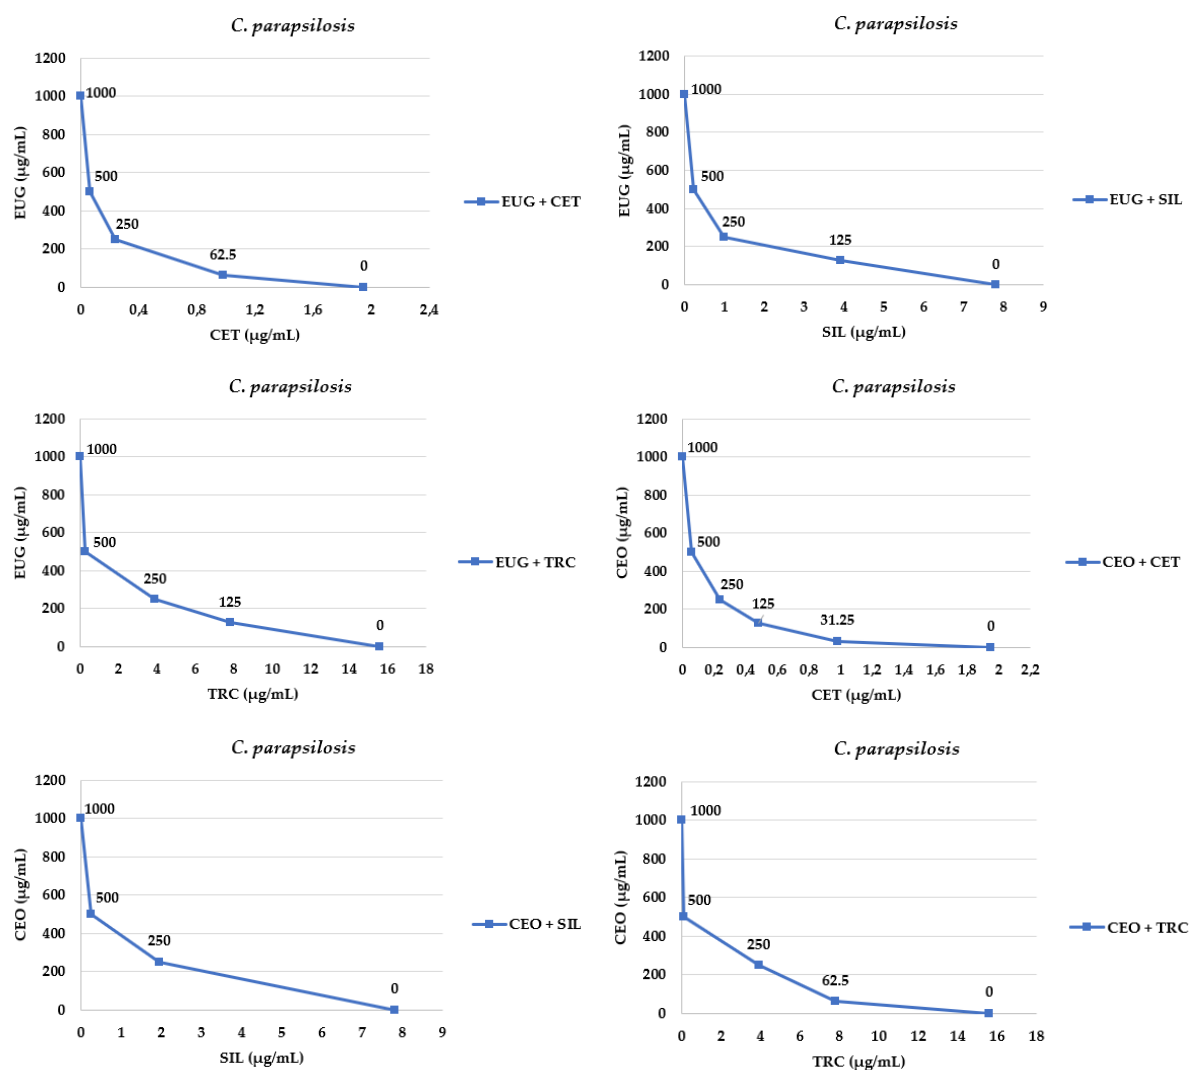 C. parapsilosis
1200
1000
800
600
400
200
0
EUG (µg/mL)
1000
500
250
62.5
0
0 0,4 0,8 1,2 1,6 2 2,4
CET (µg/mL)
EUG + CET
C. parapsilosis
1200
1000
800
600
400
200
0
EUG (µg/mL)
1000
500
250
125
0
0 1 2 3 4 5 6 7 8 9
SIL (µg/mL)
EUG + SIL
C. parapsilosis
1200
1000
800
600
400
200
0
EUG (µg/mL)
1000
500
250
125
0
0 2 4 6 8 10 12 14 16 18
TRC (µg/mL)
EUG + TRC
C. parapsilosis
1200
1000
800
600
400
200
0
CEO (µg/mL)
1000
500
250
125
31.25
0
0 0,2 0,4 0,6 0,8 1 1,2 1,4 1,6 1,8 2 2,2
CET (µg/mL)
CEO + CET
C. parapsilosis
1200
1000
800
600
400
200
0
CEO (µg/mL)
1000
500
250
0
0 1 2 3 4 5 6 7 8 9
SIL (µg/mL)
CEO + SIL
C. parapsilosis
1200
1000
800
600
400
200
0
CEO (µg/mL)
1000
500
250
62.5
0
0 2 4 6 8 10 12 14 16 18
TRC (µg/mL)
CEO + TRC